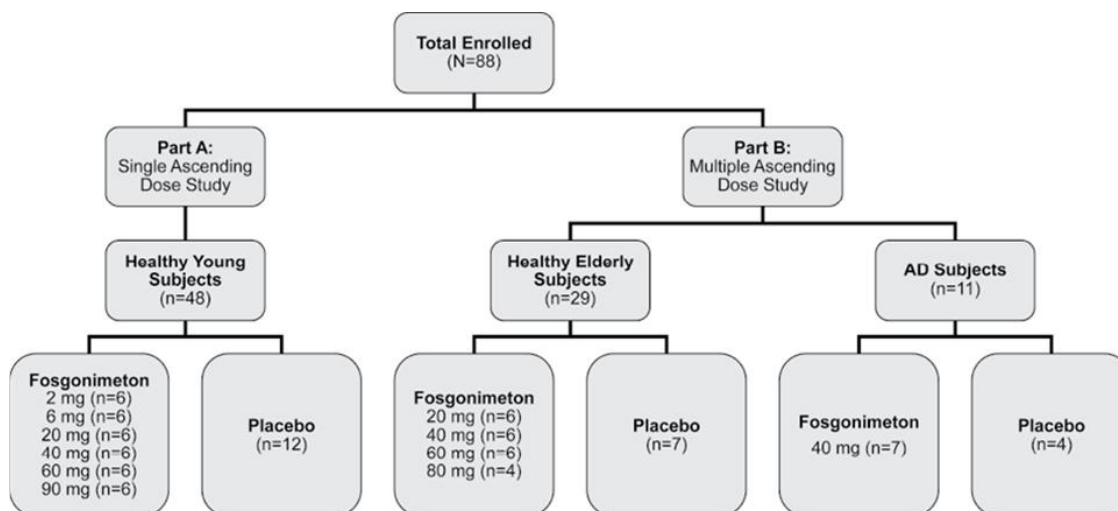 Total Enrolled
(N=88)
Part A:
Single Ascending
Dose Study
Part B:
Multiple Ascending
Dose Study
Healthy Young
Subjects
(n=48)
Healthy Elderly
Subjects
(n=29)
AD Subjects
(n=11)
Fosgonimeton
2 mg (n=6)
6 mg (n=6)
20 mg (n=6)
40 mg (n=6)
60 mg (n=6)
90 mg (n=6)
Placebo
(n=12)
Fosgonimeton
20 mg (n=6)
40 mg (n=6)
60 mg (n=6)
80 mg (n=4)
Placebo
(n=7)
Fosgonimeton
40 mg (n=7)
Placebo
(n=4)